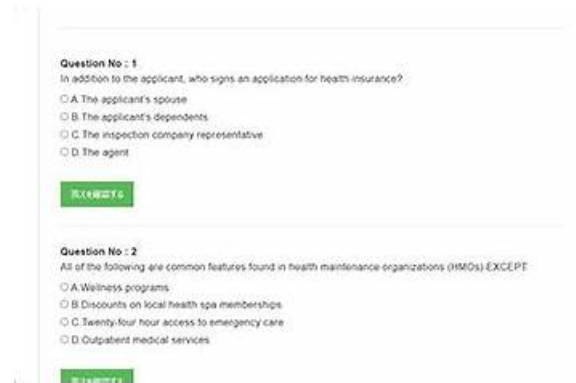 Question No : 1
In addition to the applicant, who signs an application for health insurance?
A. The applicant's spouse
B. The applicant's dependents
C. The inspection company representative
D. The agent
Question No : 2
All of the following are common features found in health maintenance organizations (HMOs) EXCEPT
A. Wellness programs
B. Discounts on local health spa memberships.
C. Twenty-four hour access to emergency care
D. Outpatient medical services